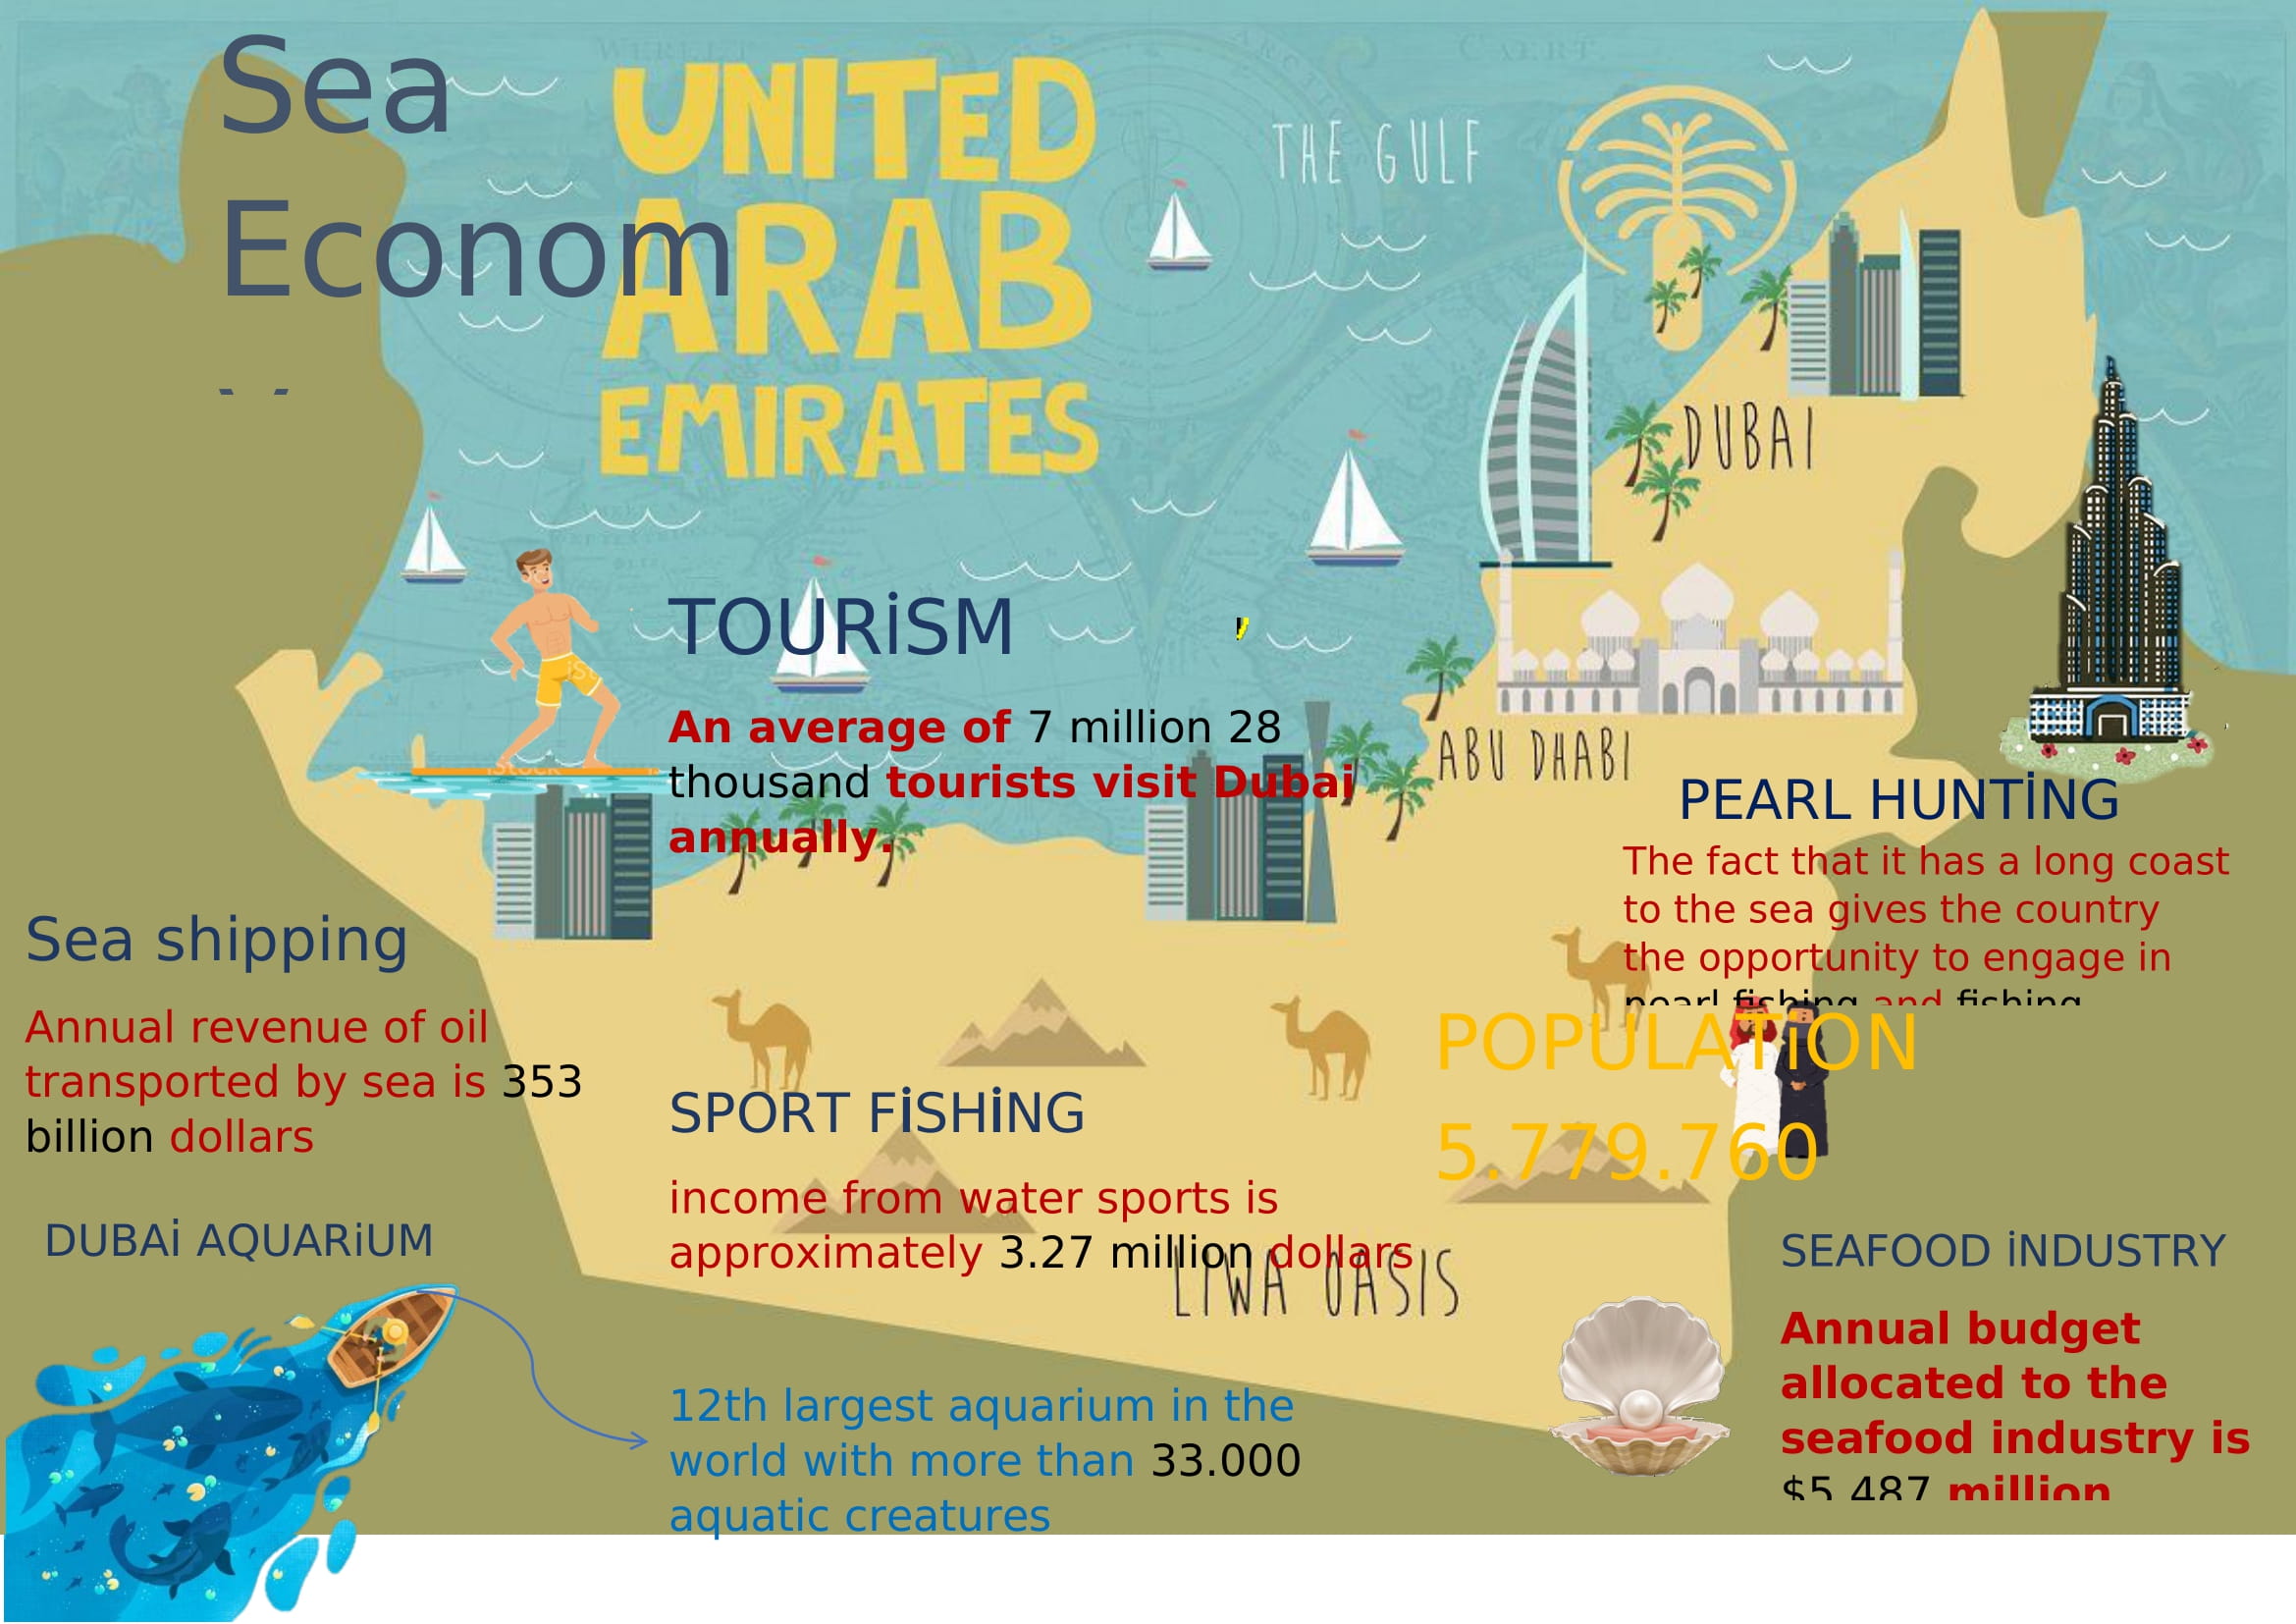 Sea
Econom
UNITED
ARAB
EMIRATES
THE GULF
DUBAI
TOURiSM
An average of 7 million 28
thousand tourists visit Dubai
annually.
ABU DHABI
PEARL HUNTİNG
The fact that it has a long coast
to the sea gives the country
the opportunity to engage in
pearl fishing and fishing
Sea shipping
Annual revenue of oil
transported by sea is 353
billion dollars
POPULATİON
5.779.760
SPORT FİSHİNG
income from water sports is
approximately 3.27 million dollars
LIWA OASIS
DUBAİ AQUARİUM
12th largest aquarium in the
world with more than 33.000
aquatic creatures
SEAFOOD İNDUSTRY
Annual budget
allocated to the
seafood industry is
$5.487 million